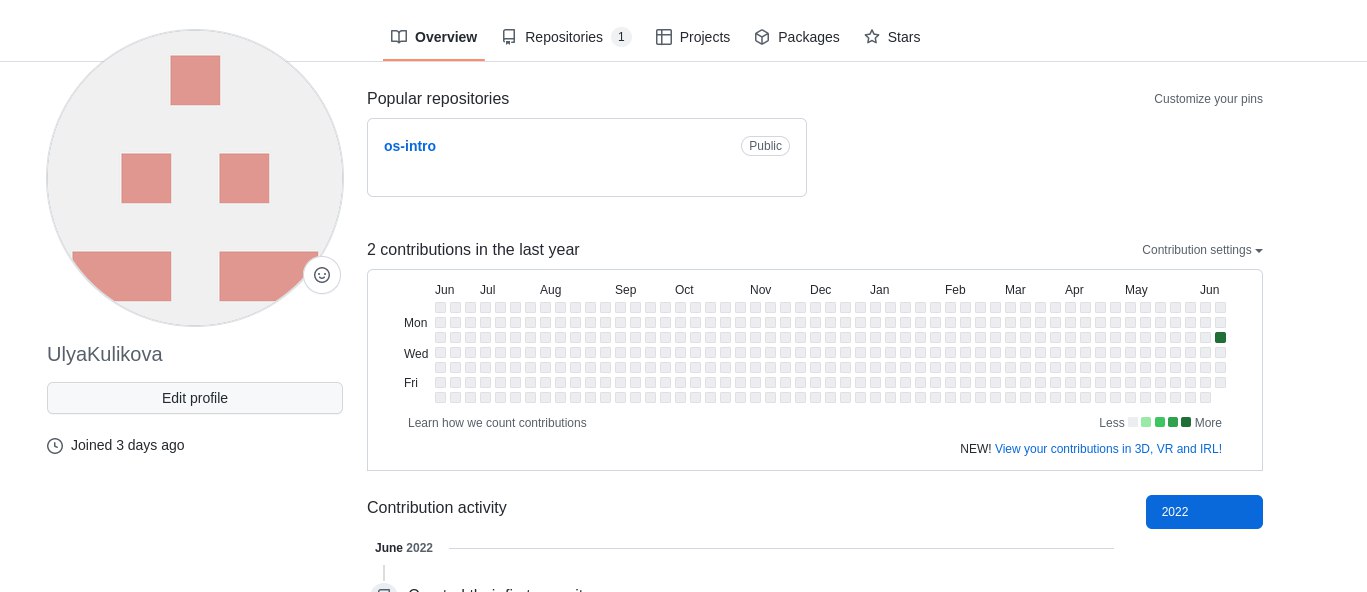 Overview Repositories 1 Projects Packages Stars
Popular repositories Customize your pins
os-intro Public
2 contributions in the last year Contribution settings
Jun Jul Aug Sep Oct Nov Dec Jan Feb Mar Apr May Jun
Mon
Wed
Fri
Learn how we count contributions Less More
NEW! View your contributions in 3D, VR and IRL!
UlyaKulikova
Edit profile
Joined 3 days ago
Contribution activity 2022
June 2022